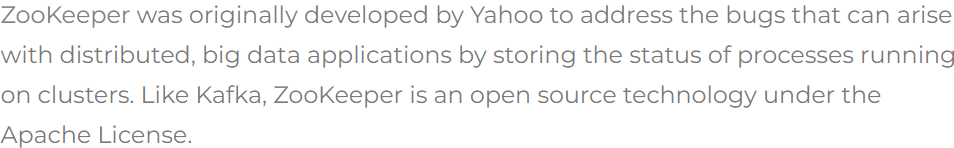 ZooKeeper was originally developed by Yahoo to address the bugs that can arise
with distributed, big data applications by storing the status of processes running
on clusters. Like Kafka, ZooKeeper is an open source technology under the
Apache License.